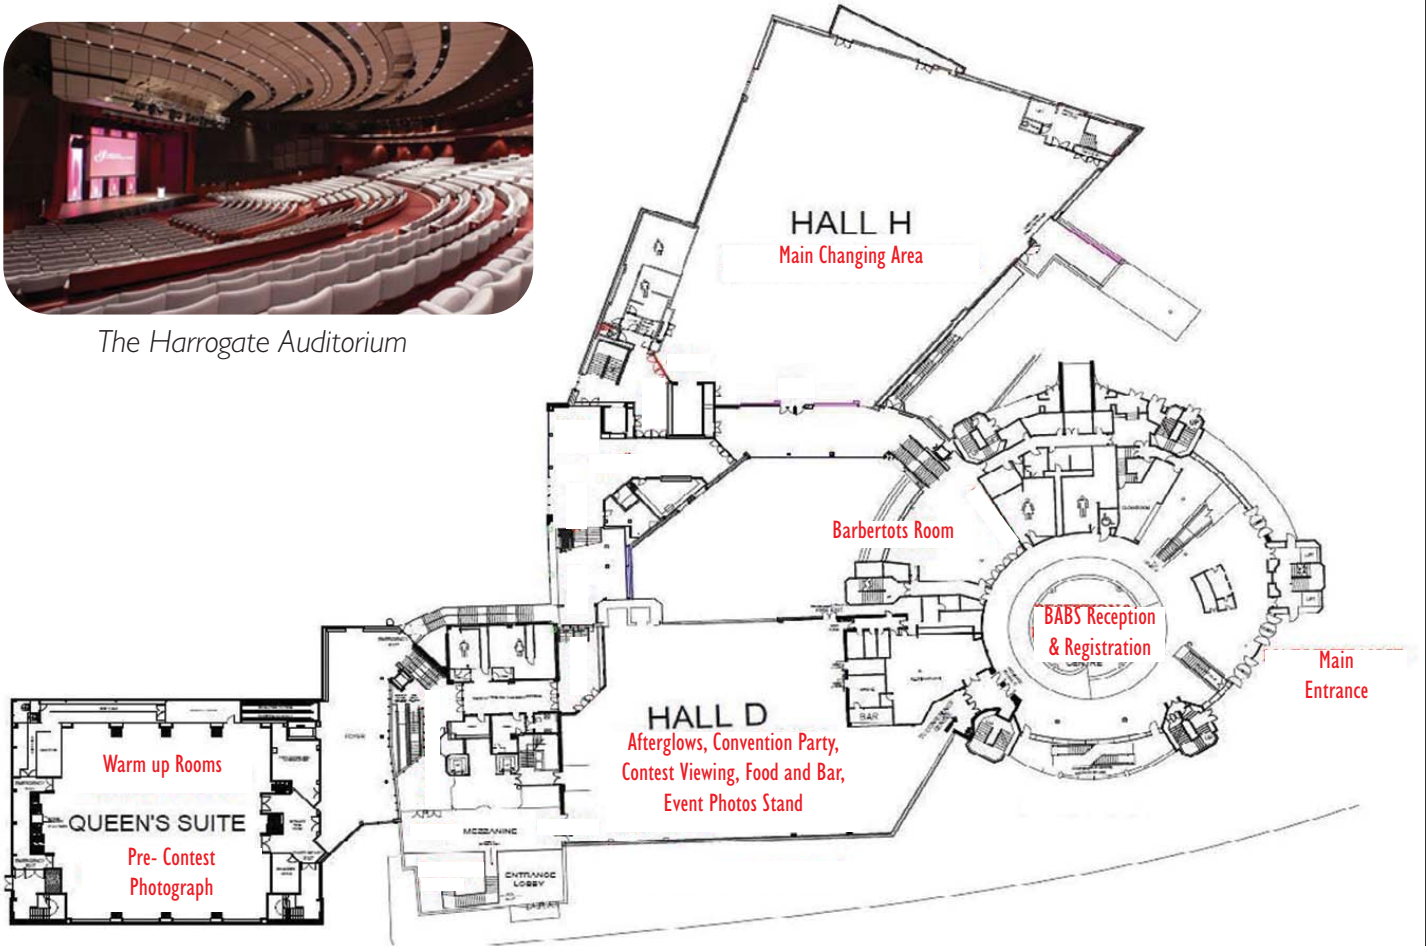 The Harrogate Auditorium
HALL H
Main Changing Area
Barbertots Room
BABS Reception
& Registration
CENTRE
Main
Entrance
HALL D
Afterglows, Convention Party,
Contest Viewing, Food and Bar,
Event Photos Stand
BAR
FOYER
Warm up Rooms
QUEEN'S SUITE
Pre- Contest
Photograph
MEZZANINE
ENTRANCE
LOBBY